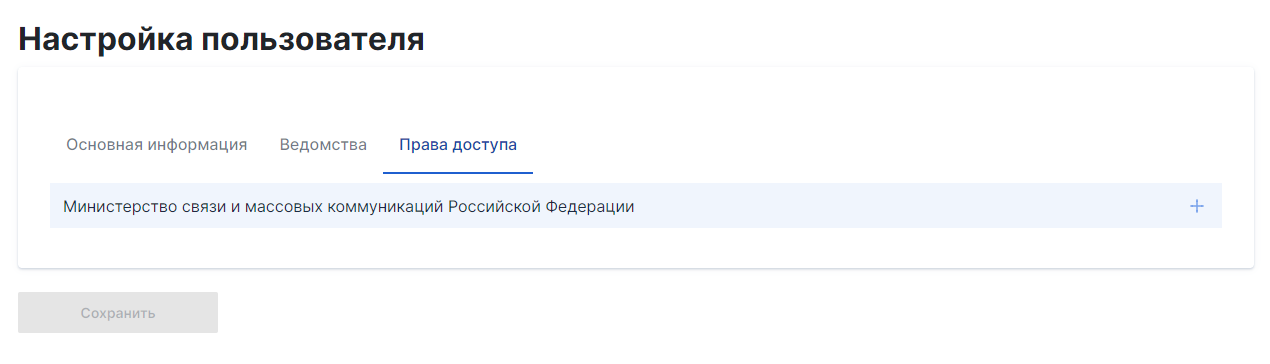 Настройка пользователя
Основная информация Ведомства Права доступа
Министерство связи и массовых коммуникаций Российской Федерации
Сохранить